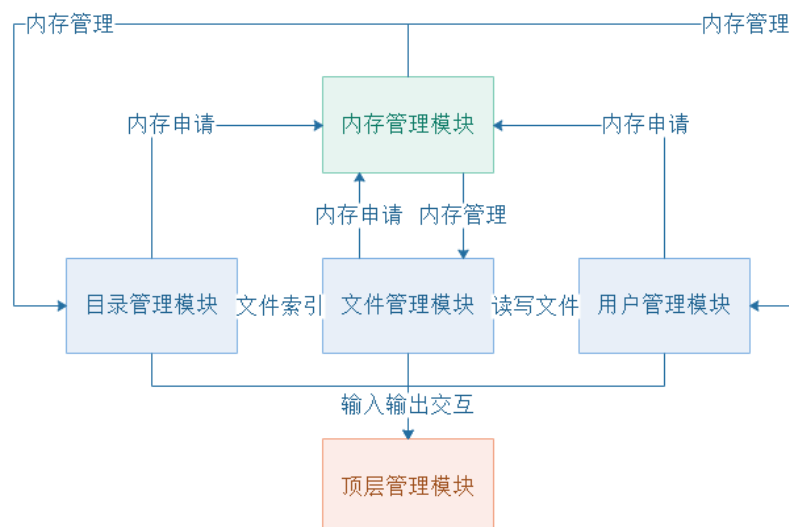 内存管理
内存管理
内存管理模块
内存申请
内存申请
内存申请
内存管理
目录管理模块
文件索引
文件管理模块
读写文件
用户管理模块
输入输出交互
顶层管理模块